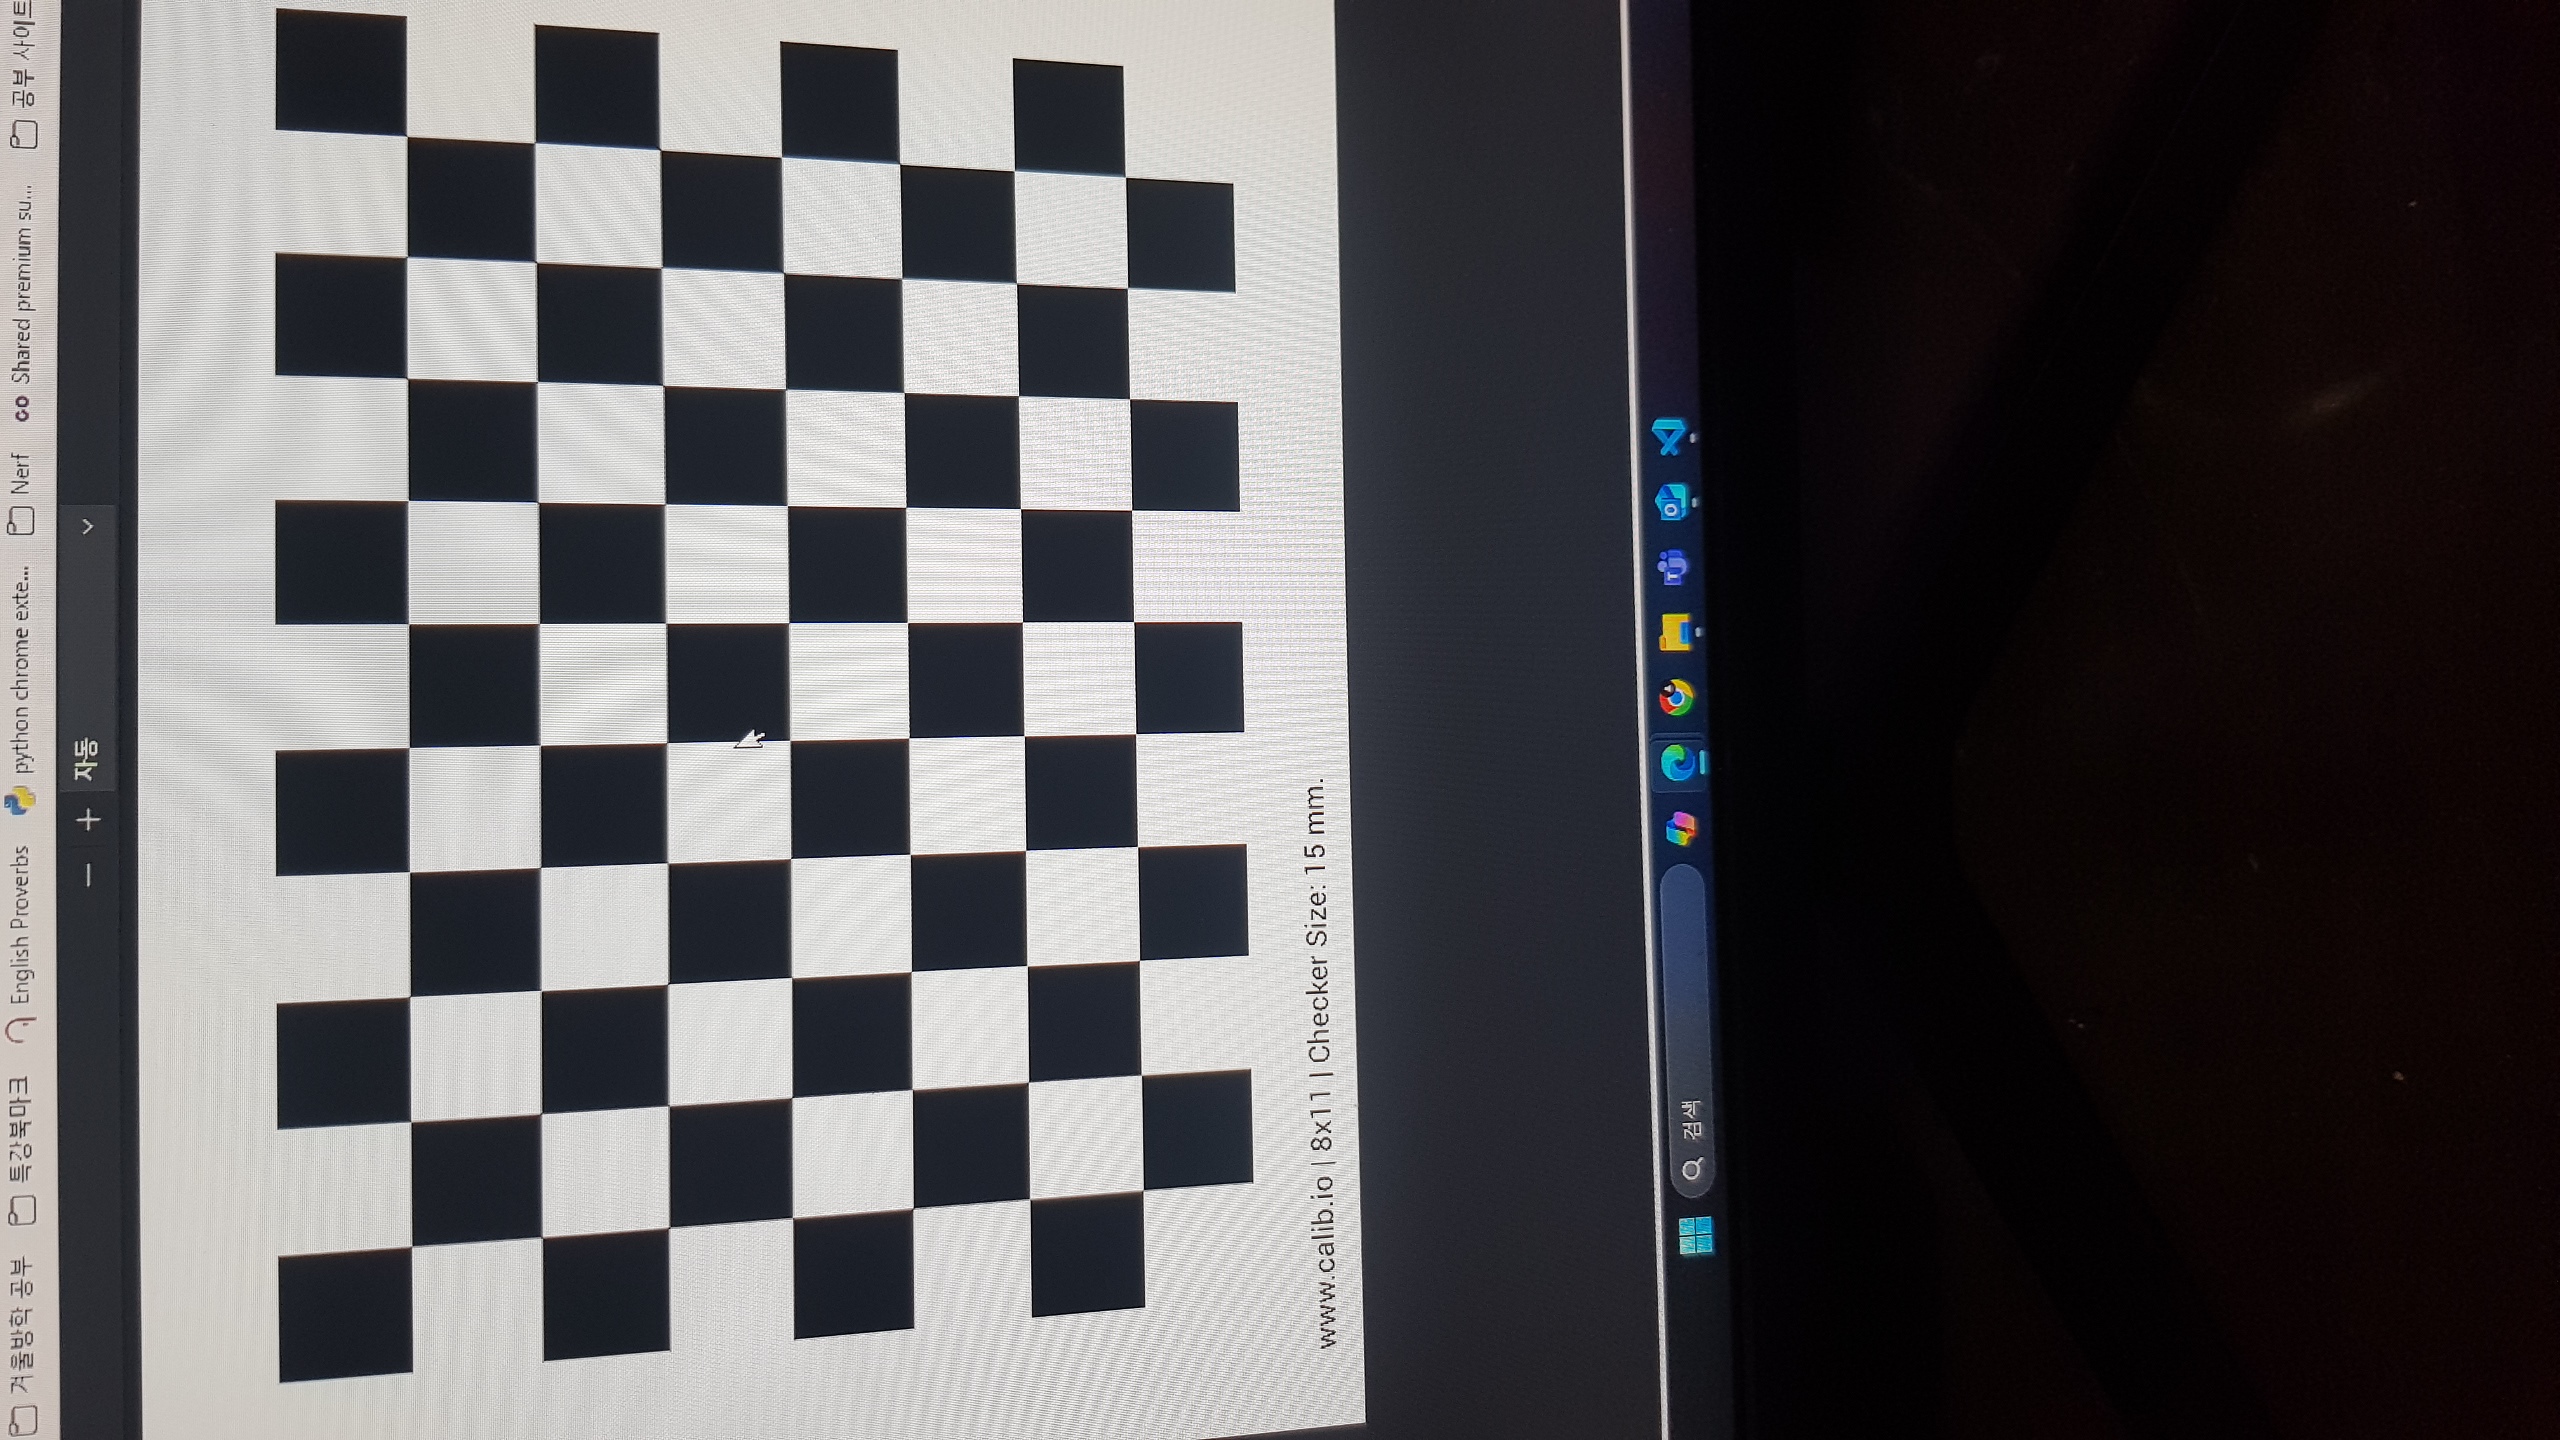 겨울방학 공부 특강북마크 English Proverbs python chrome exte... Nerf Shared premium su... 공부 사이트
자동
www.calib.io | 8x11 | Checker Size: 15 mm.
검색